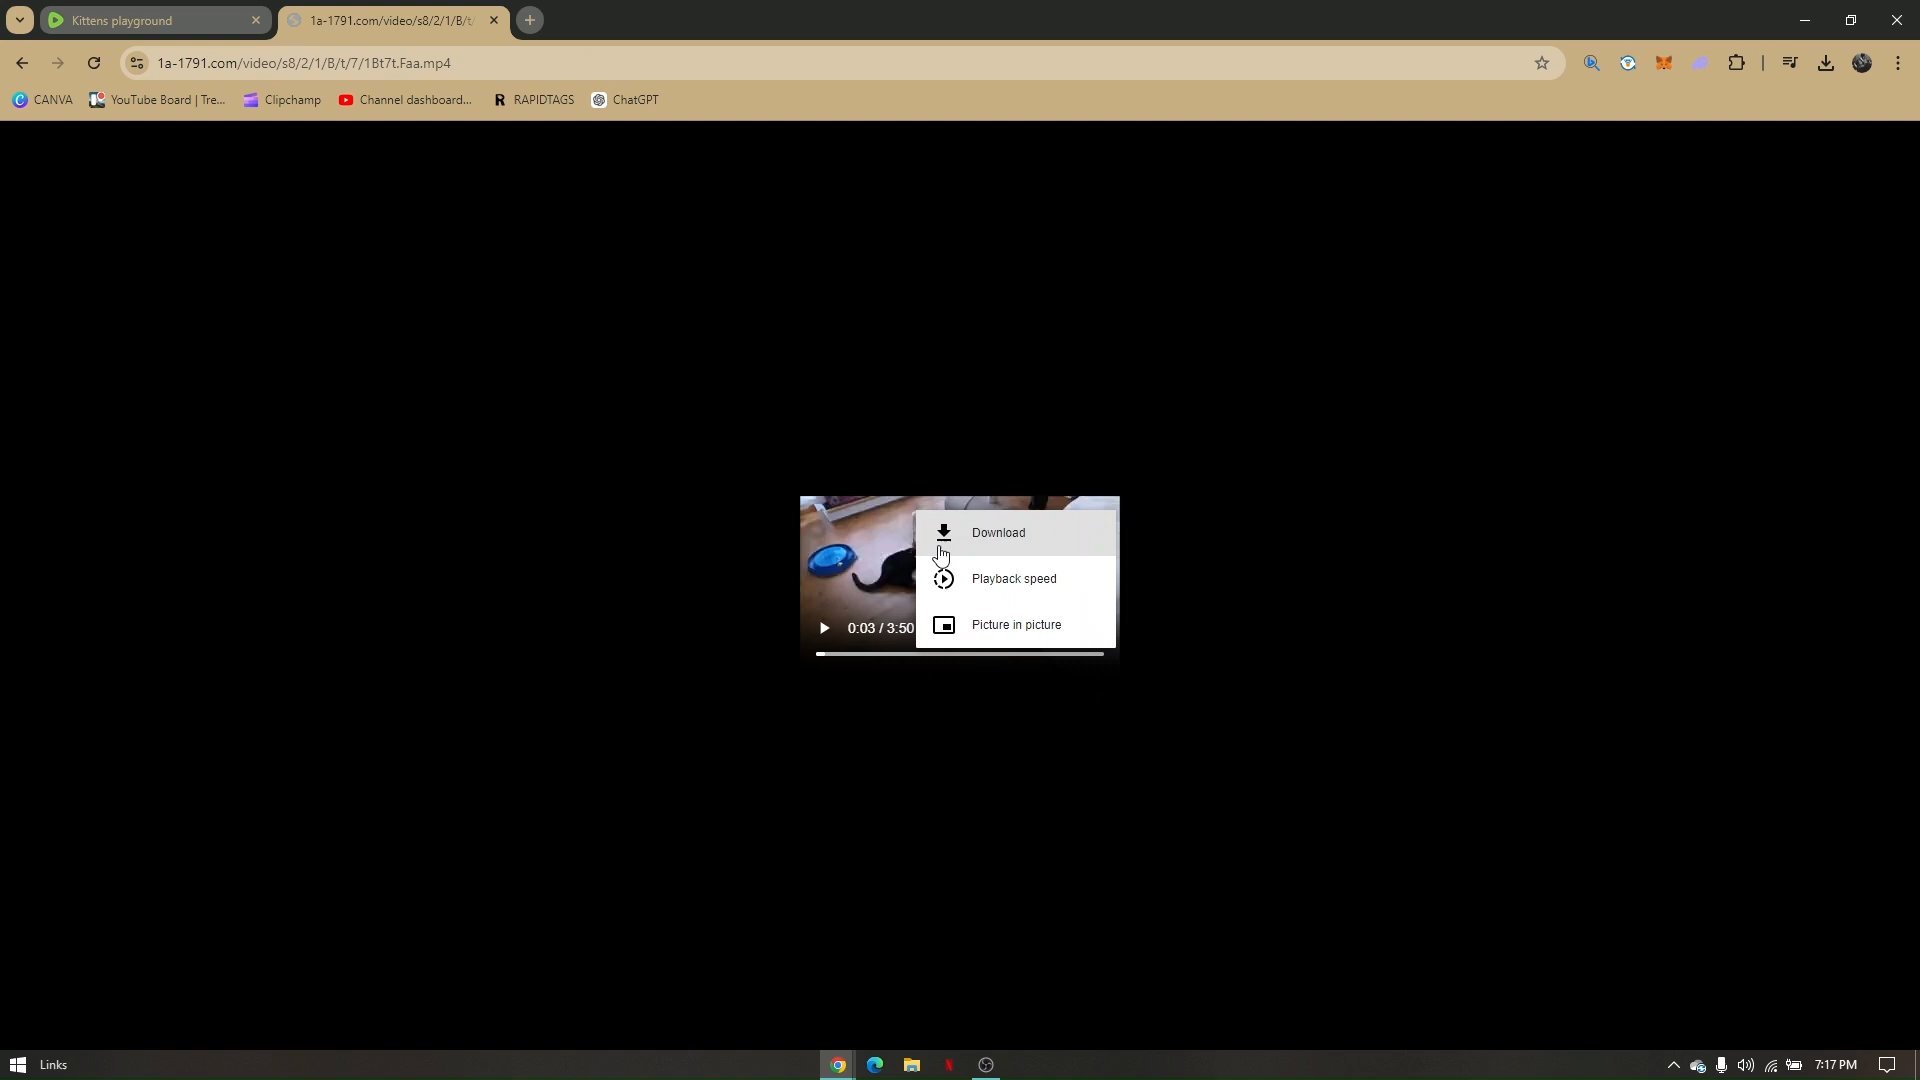 Kittens playground
1a-1791.com/video/s8/2/1/B/t/
1a-1791.com/video/s8/2/1/B/t/7/1Bt7t.Faa.mp4
CANVA
YouTube Board | Tre...
Clipchamp
Channel dashboard...
RAPIDTAGS
ChatGPT
Download
Playback speed
Picture in picture
0:03 / 3:50
Links
7:17 PM